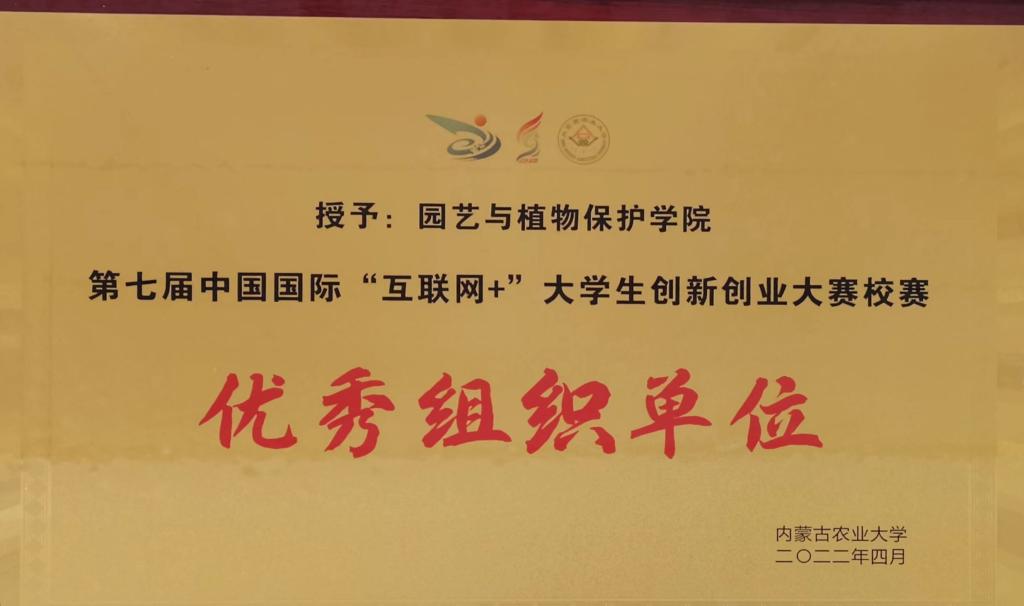 授予：园艺与植物保护学院
第七届中国国际“互联网+”大学生创新创业大赛校赛
优秀组织单位
内蒙古农业大学
二〇二二年四月